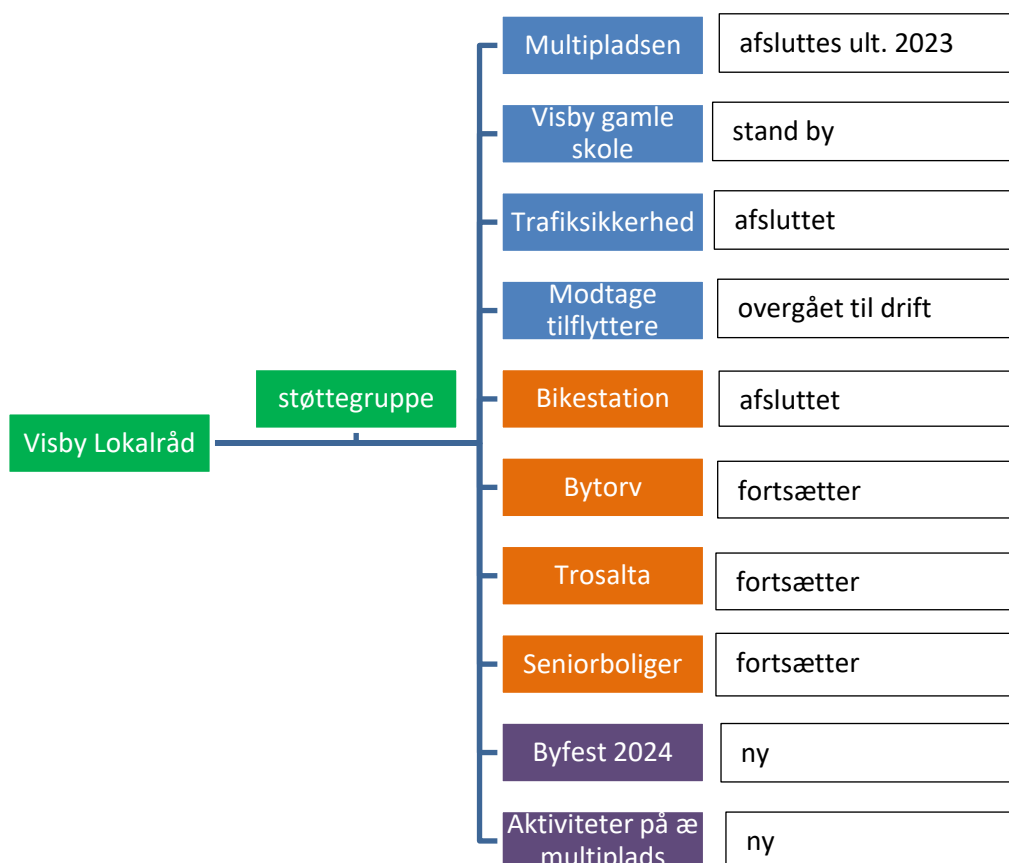 Multipladsen
afsluttes ult. 2023
Visby gamle
skole
stand by
Trafiksikkerhed
afsluttet
Modtage
tilflyttere
overgået til drift
støttegruppe
Visby Lokalråd
Bikestation
afsluttet
Bytorv
fortsætter
Trosalta
fortsætter
Seniorboliger
fortsætter
Byfest 2024
ny
Aktiviteter på æ
multiplads
ny